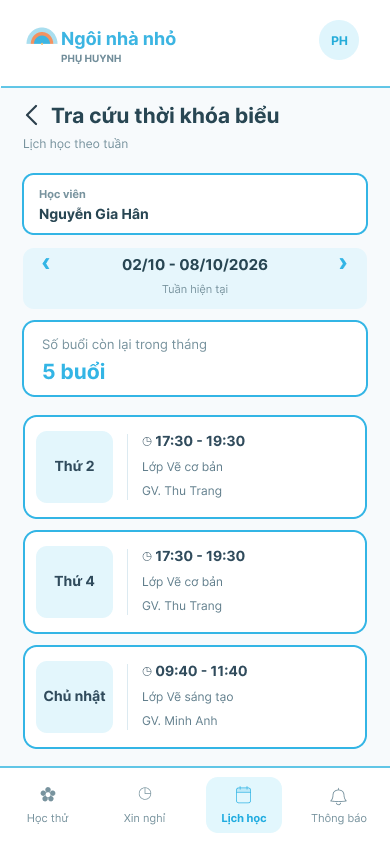 Ngôi nhà nhỏ
PHỤ HUYNH
PH
Tra cứu thời khóa biểu
Lịch học theo tuần
Học viên
Nguyễn Gia Hân
‹ 02/10 - 08/10/2026 ›
Tuần hiện tại
Số buổi còn lại trong tháng
5 buổi
Thứ 2
17:30 - 19:30
Lớp Vẽ cơ bản
GV. Thu Trang
Thứ 4
17:30 - 19:30
Lớp Vẽ cơ bản
GV. Thu Trang
Chủ nhật
09:40 - 11:40
Lớp Vẽ sáng tạo
GV. Minh Anh
Học thử
Xin nghỉ
Lịch học
Thông báo